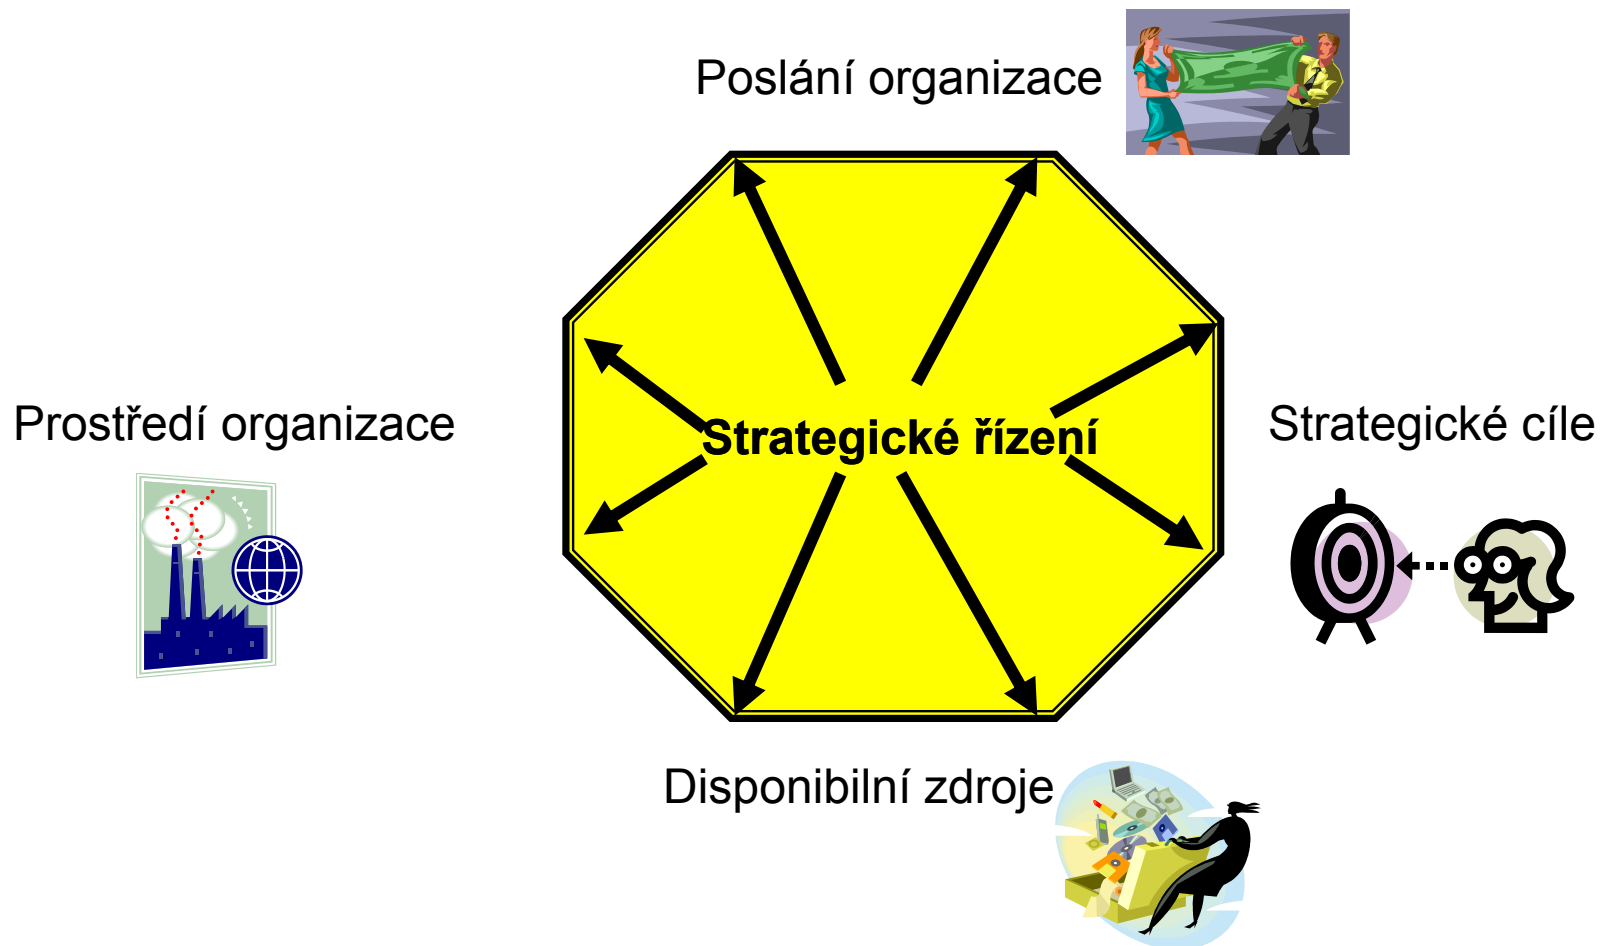 Poslání organizace
Prostředí organizace
Strategické řízení
Strategické cíle
Disponibilní zdroje